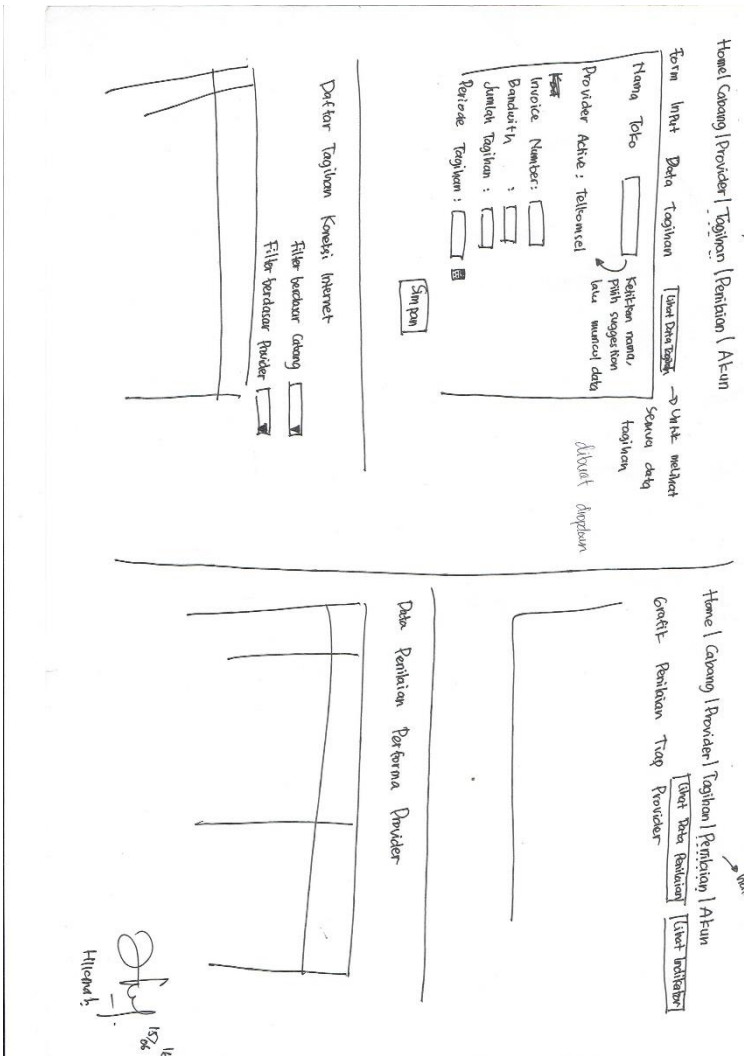 Home | Cabang | Provider | Tagihan | Penilaian | Akun
Form Input Data Tagihan
Lihat Data Tagihan → Untuk melihat
semua data
tagihan
Nama Toko
Ketikkan nama,
pilih suggestion
lalu muncul data
Provider Active : Telkomsel
dibuat dropdown
Invoice Number :
Bandwith :
Jumlah Tagihan :
Periode Tagihan :
Simpan
Daftar Tagihan Koneksi Internet
Filter berdasar Cabang
Filter berdasar Provider
Home | Cabang | Provider | Tagihan | Penilaian | Akun
Grafik Penilaian Tiap Provider
Lihat Data Penilaian
Lihat Indikator
Data Penilaian Performa Provider